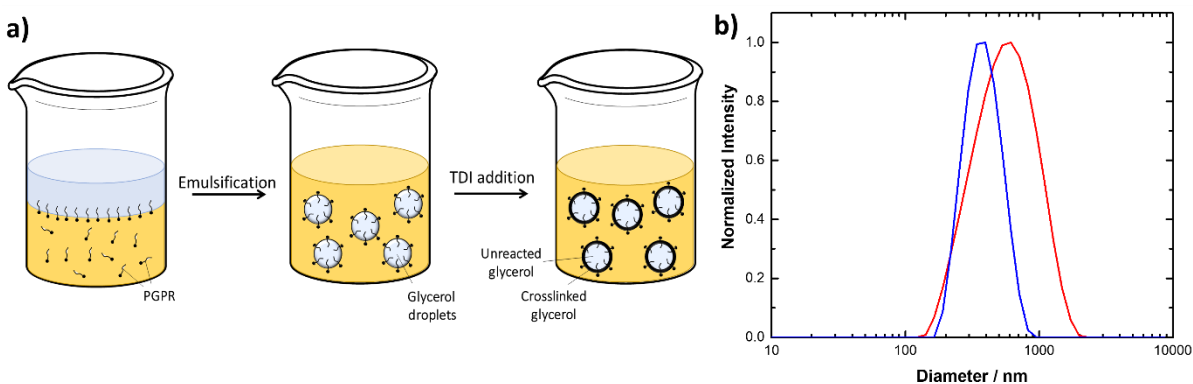 a)
Emulsification
TDI addition
PGPR
Glycerol
droplets
Unreacted
glycerol
Crosslinked
glycerol
b)
Normalized Intensity
1.0
0.8
0.6
0.4
0.2
0.0
10
100
1000
10000
Diameter / nm